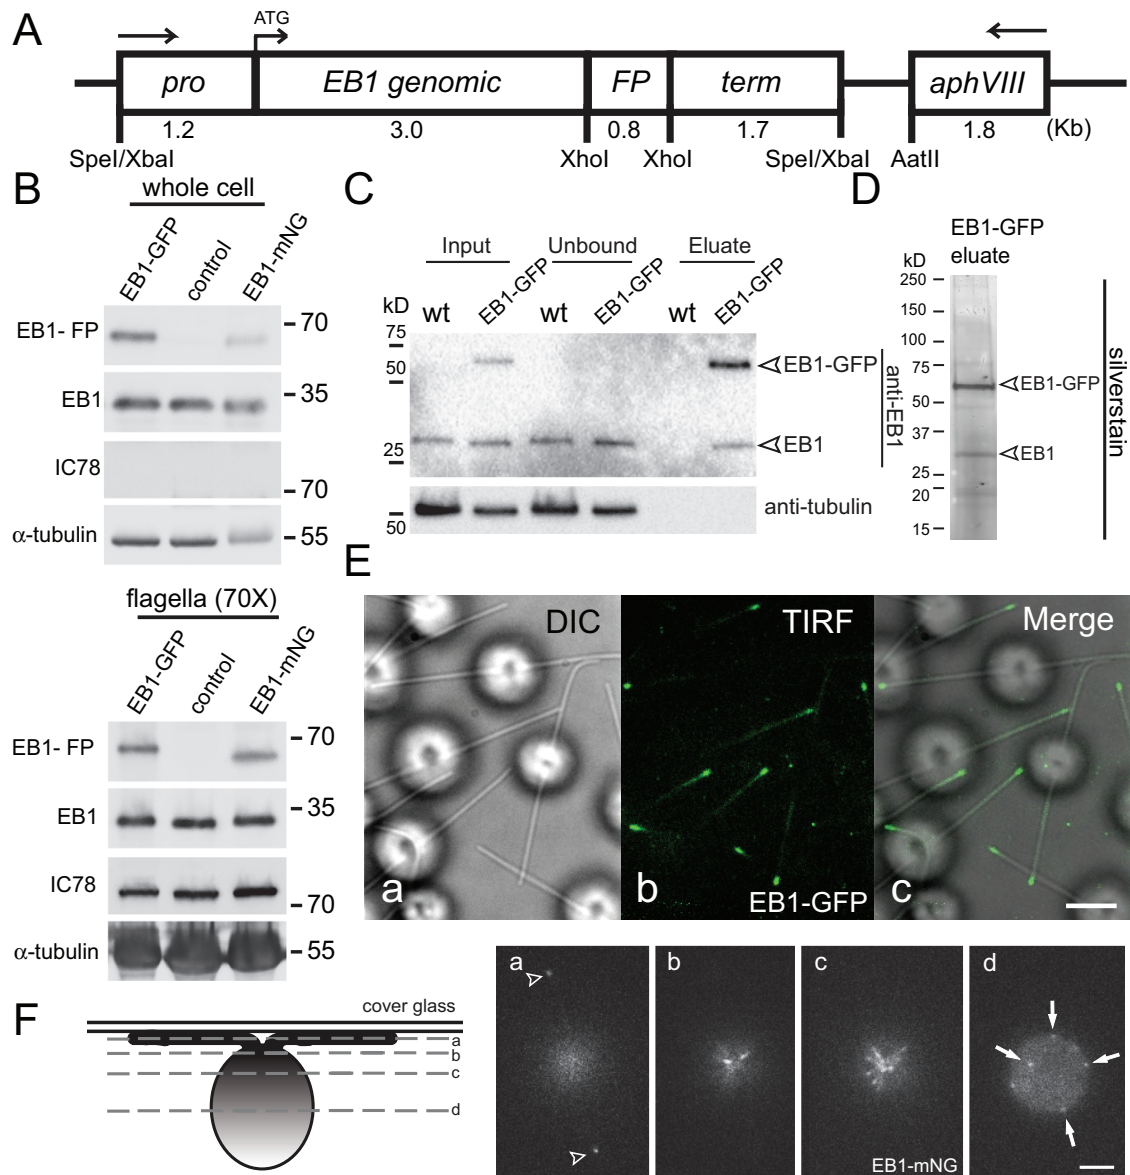 A
ATG
pro
EB1 genomic
FP
term
aphVIII
1.2
3.0
0.8
1.7
1.8
(Kb)
SpeI/XbaI
XhoI
XhoI
SpeI/XbaI
AatII
B
whole cell
EB1-GFP
control
EB1-mNG
EB1- FP
70
EB1
35
IC78
70
α-tubulin
55
flagella (70X)
EB1-GFP
control
EB1-mNG
EB1- FP
70
EB1
35
IC78
70
α-tubulin
55
C
Input
Unbound
Eluate
kD
wt
EB1-GFP
wt
EB1-GFP
wt
EB1-GFP
75
50
25
EB1-GFP
EB1
anti-EB1
50
anti-tubulin
D
EB1-GFP
eluate
kD
250
150
100
75
50
37
25
20
15
EB1-GFP
EB1
silverstain
E
DIC
TIRF
Merge
a
b
EB1-GFP
c
F
cover glass
a
b
c
d
a
b
c
d
EB1-mNG